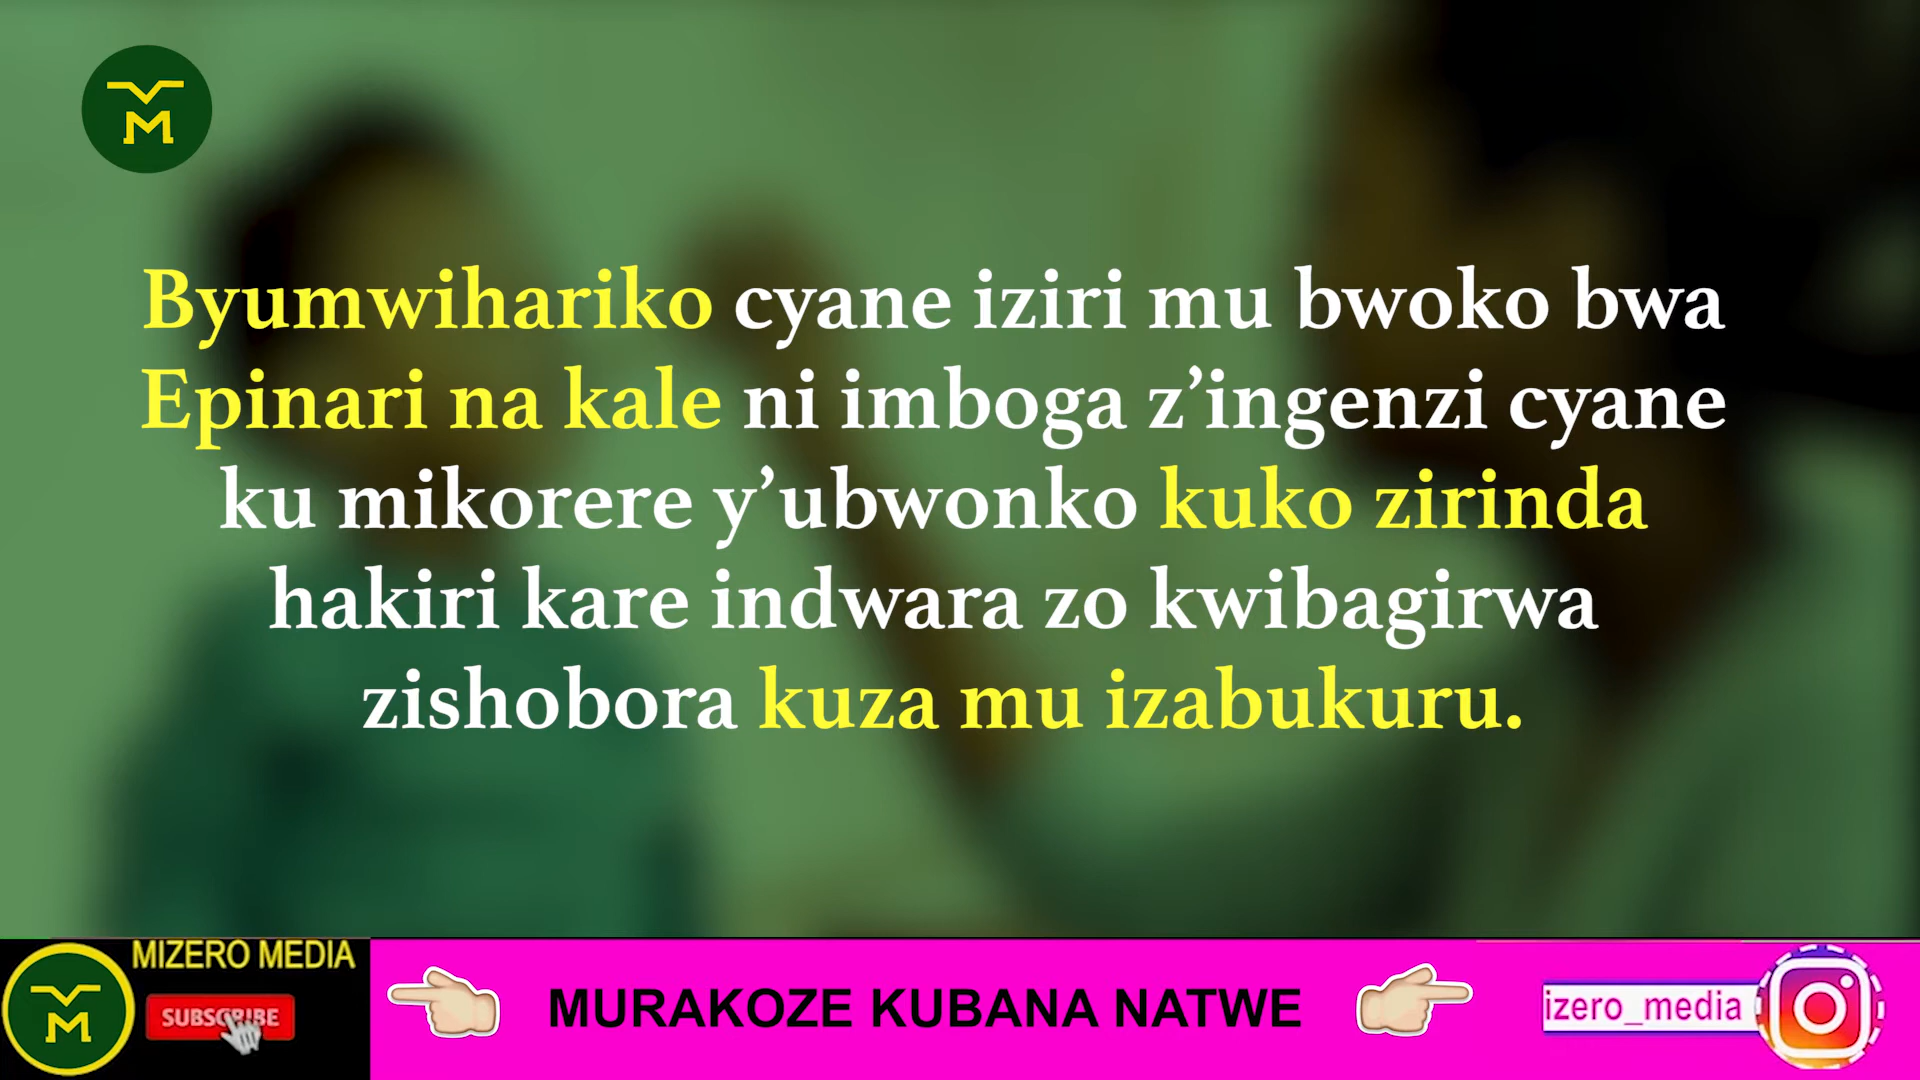 Byumwihariko cyane iziri mu bwoko bwa
Epinari na kale ni imboga z’ingenzi cyane
ku mikorere y’ubwonko kuko zirinda
hakiri kare indwara zo kwibagirwa
zishobora kuza mu izabukuru.
MIZERO MEDIA
SUBSCRIBE
MURAKOZE KUBANA NATWE
izero_media